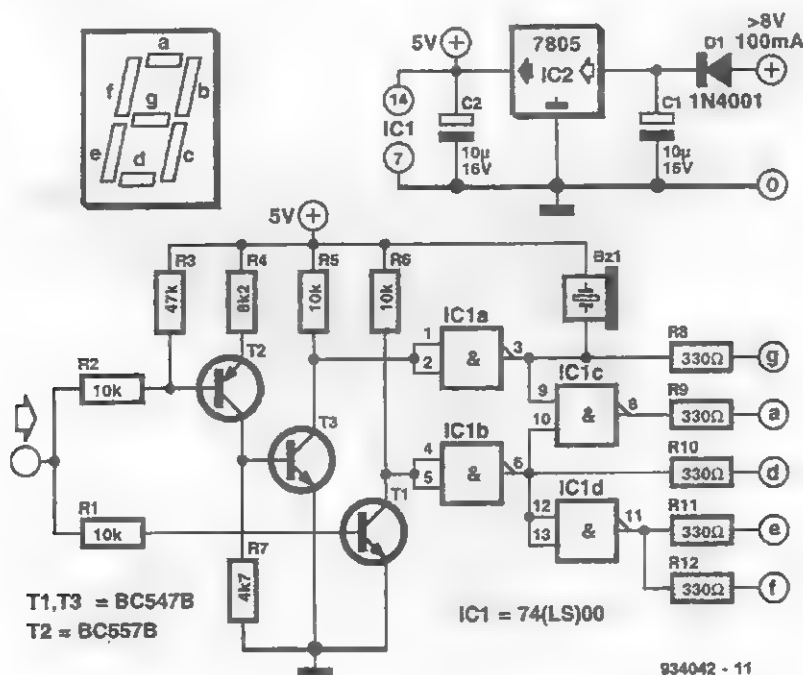 a
f
b
g
e
c
d
>8V
5V
7805
D1 100mA
14
IC2
C2
C1
1N4001
IC1
7
10µ
16V
10µ
16V
0
5V
R3
R4
R5
R6
Bz1
47k
8k2
10k
10k
IC1a
R2
T2
1
2
&
3
R8
10k
330Ω
g
IC1c
R9
9
10
&
8
330Ω
a
T3
IC1b
R10
4
5
&
6
330Ω
d
R1
T1
IC1d
R11
10k
12
13
&
11
330Ω
e
R7
R12
4k7
330Ω
f
T1,T3 = BC547B
T2 = BC557B
IC1 = 74(LS)00
934042 - 11